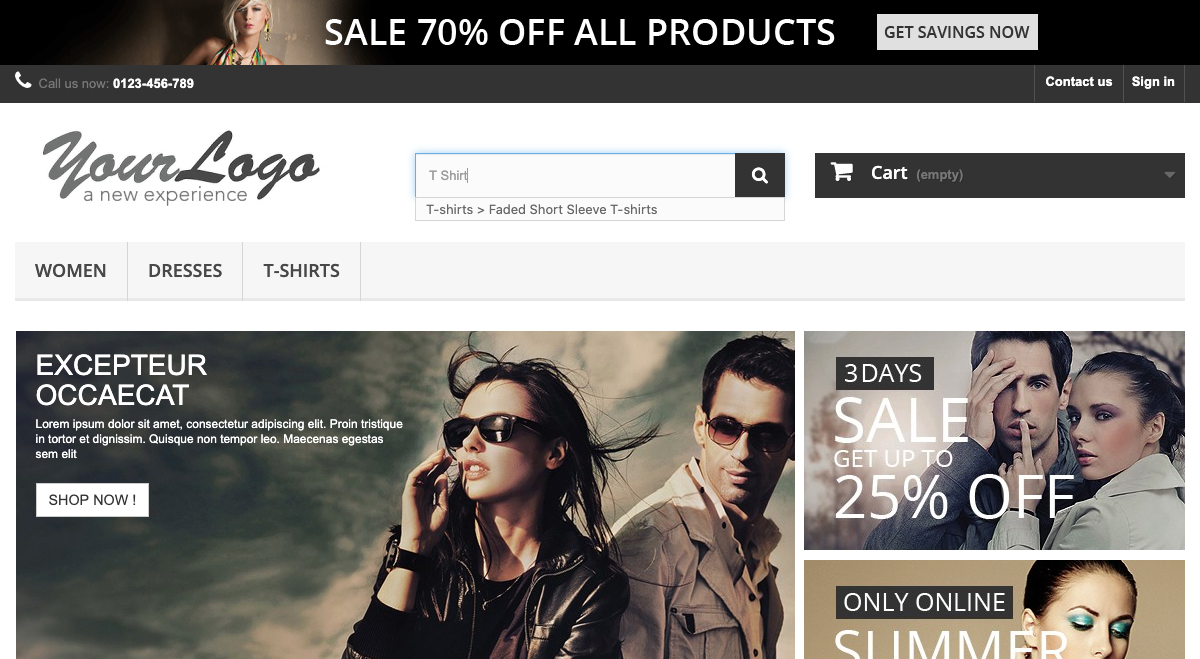 SALE 70% OFF ALL PRODUCTS
GET SAVINGS NOW
Call us now: 0123-456-789
Contact us
Sign in
YourLogo
a new experience
T Shirt
Cart (empty)
T-shirts > Faded Short Sleeve T-shirts
WOMEN
DRESSES
T-SHIRTS
EXCEPTEUR
OCCAECAT
Lorem ipsum dolor sit amet, consectetur adipiscing elit. Proin tristique
in tortor et dignissim. Quisque non tempor leo. Maecenas egestas
sem elit
SHOP NOW !
3DAYS
SALE
GET UP TO
25% OFF
ONLY ONLINE
SUMMER